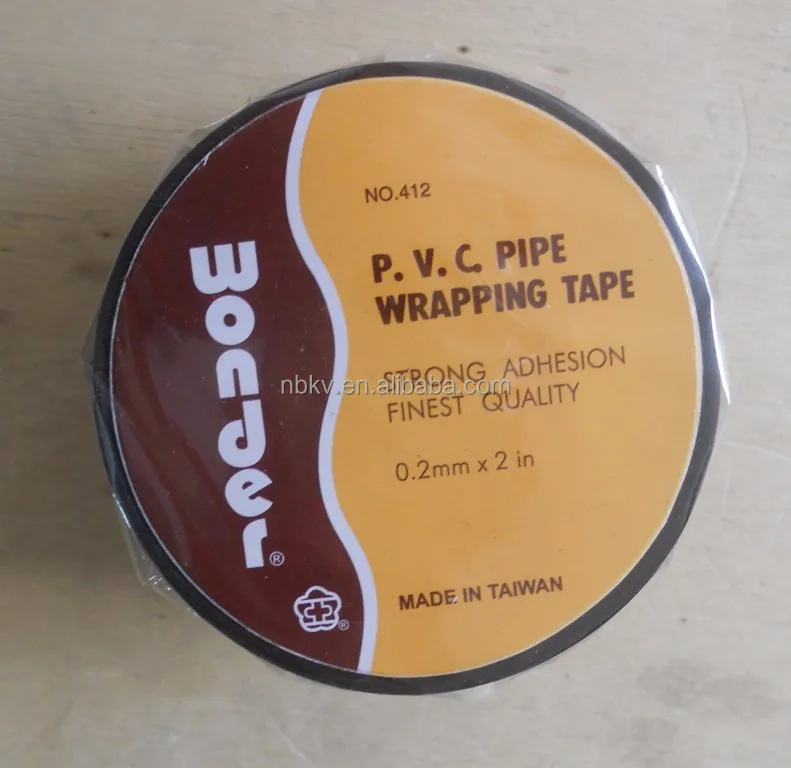 wonder®
NO.412
P. V. C. PIPE
WRAPPING TAPE
STRONG ADHESION
nbkv.en.alibaba.com
FINEST QUALITY
0.2mm x 2 in
MADE IN TAIWAN
®